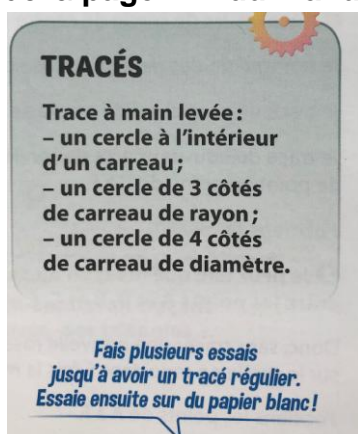 TRACÉS
Trace à main levée :
– un cercle à l'intérieur
d'un carreau ;
– un cercle de 3 côtés
de carreau de rayon ;
– un cercle de 4 côtés
de carreau de diamètre.
Fais plusieurs essais
jusqu'à avoir un tracé régulier.
Essaie ensuite sur du papier blanc !